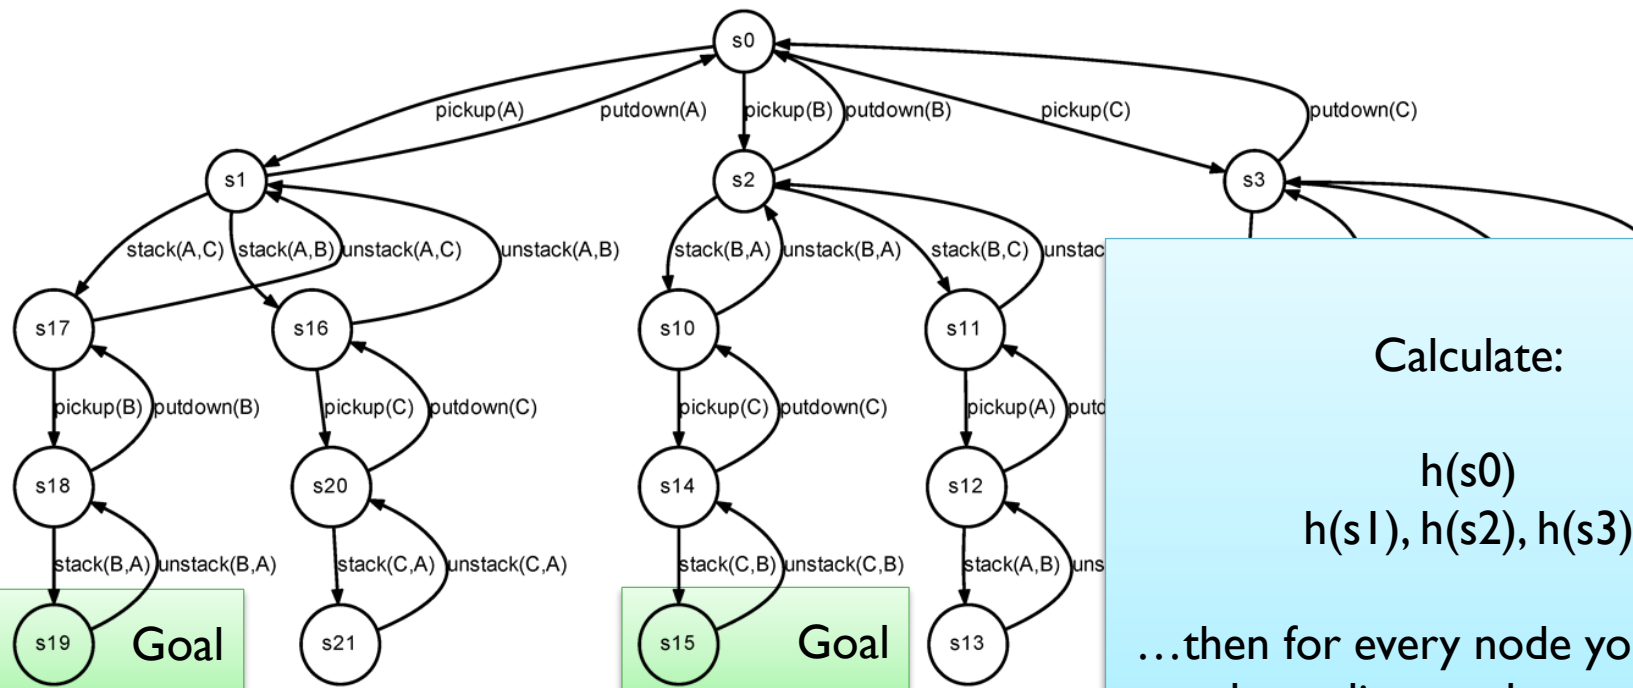 s0
pickup(A)
putdown(A)
pickup(B)
putdown(B)
pickup(C)
putdown(C)
s1
s2
s3
stack(A,C)
stack(A,B)
unstack(A,C)
unstack(A,B)
stack(B,A)
unstack(B,A)
stack(B,C)
s17
s16
s10
s11
Calculate:
pickup(B)
putdown(B)
pickup(C)
putdown(C)
pickup(C)
putdown(C)
pickup(A)
h(s0)
s18
s20
s14
s12
h(s1), h(s2), h(s3)
stack(B,A)
unstack(B,A)
stack(C,A)
unstack(C,A)
stack(C,B)
unstack(C,B)
stack(A,B)
s19
Goal
s21
s15
Goal
s13
…then for every node